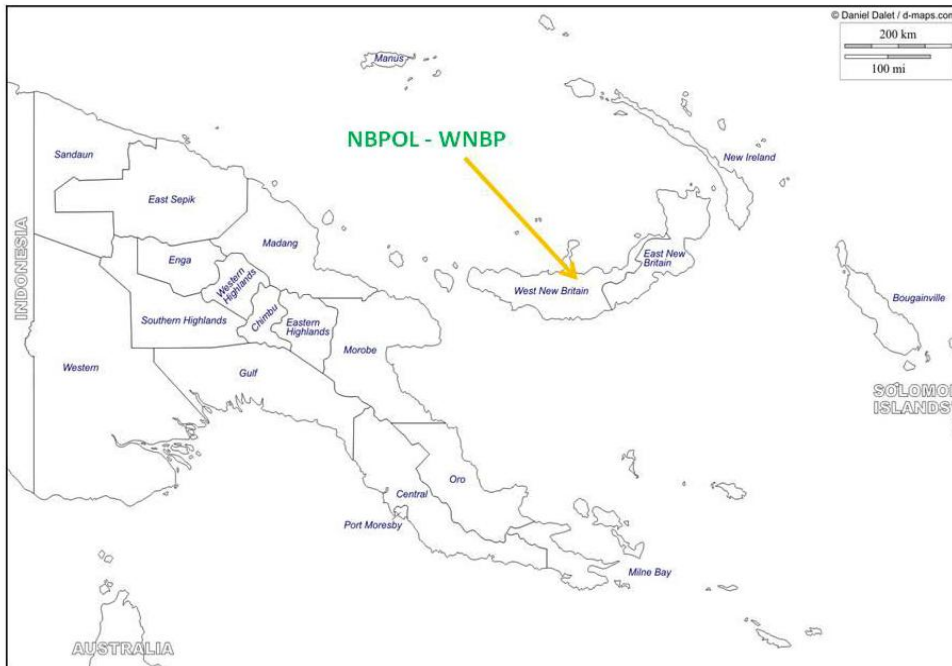 © Daniel Dalet / d-maps.com
200 km
100 mi
Manus
NBPOL - WNBP
Sandaun
New Ireland
East Sepik
Madang
East New
Britain
Enga
Western
Highlands
West New Britain
INDONESIA
Bougainville
Southern Highlands
Chimbu
Eastern
Highlands
Morobe
Western
Gulf
SOLOMON
ISLANDS
Oro
Central
Port Moresby
Milne Bay
AUSTRALIA